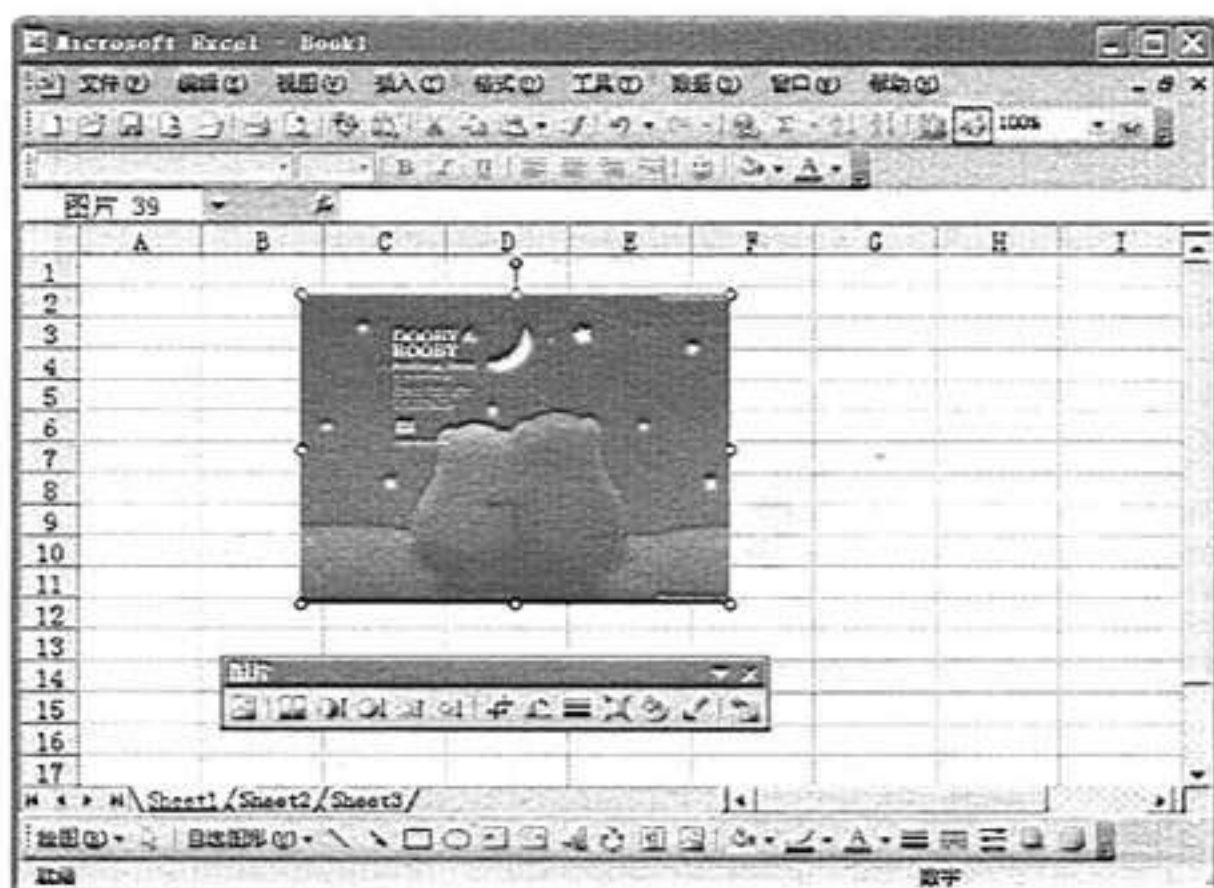 Microsoft Excel - Book1
文件(F) 编辑(E) 视图(V) 插入(I) 格式(O) 工具(T) 数据(D) 窗口(W) 帮助(H)
100%
B I U A
图片 39 fx
A B C D E F G H I
1
2
3
4
5
6
7
8
9
10
11
12
13
14
15
16
17
DOOBY &
BOOBY
图片
Sheet1 Sheet2 Sheet3
绘图(R) 自选图形(U) A
就绪 数字